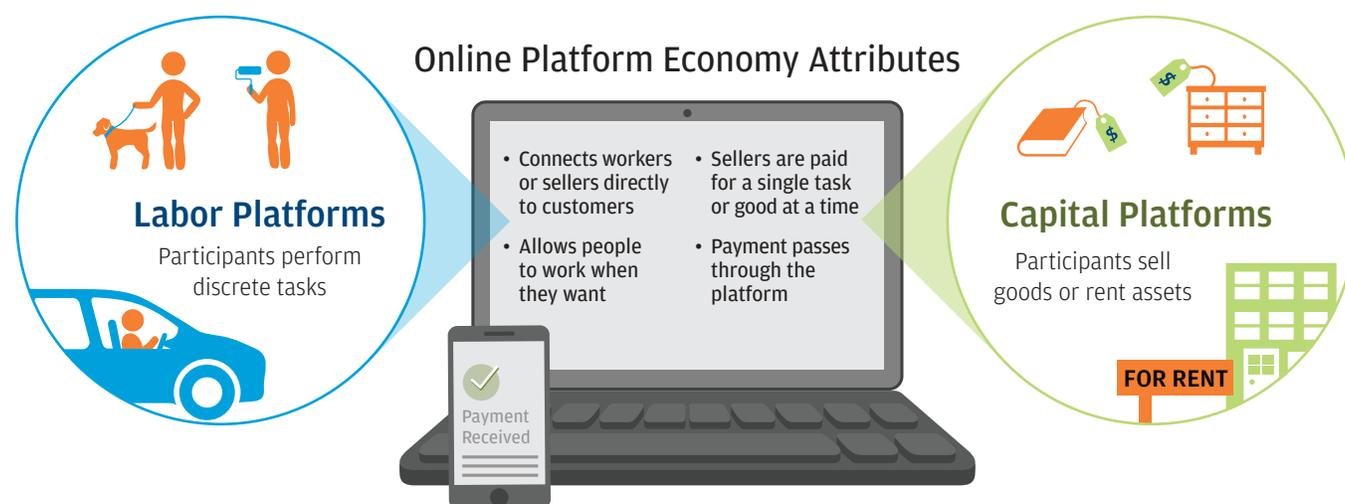 Online Platform Economy Attributes
Labor Platforms
Participants perform
discrete tasks
• Connects workers
or sellers directly
to customers
• Allows people
to work when
they want
• Sellers are paid
for a single task
or good at a time
• Payment passes
through the
platform
Payment
Received
$
$
Capital Platforms
Participants sell
goods or rent assets
FOR RENT